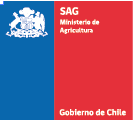 SAG
Ministerio de
Agricultura
Gobierno de Chile